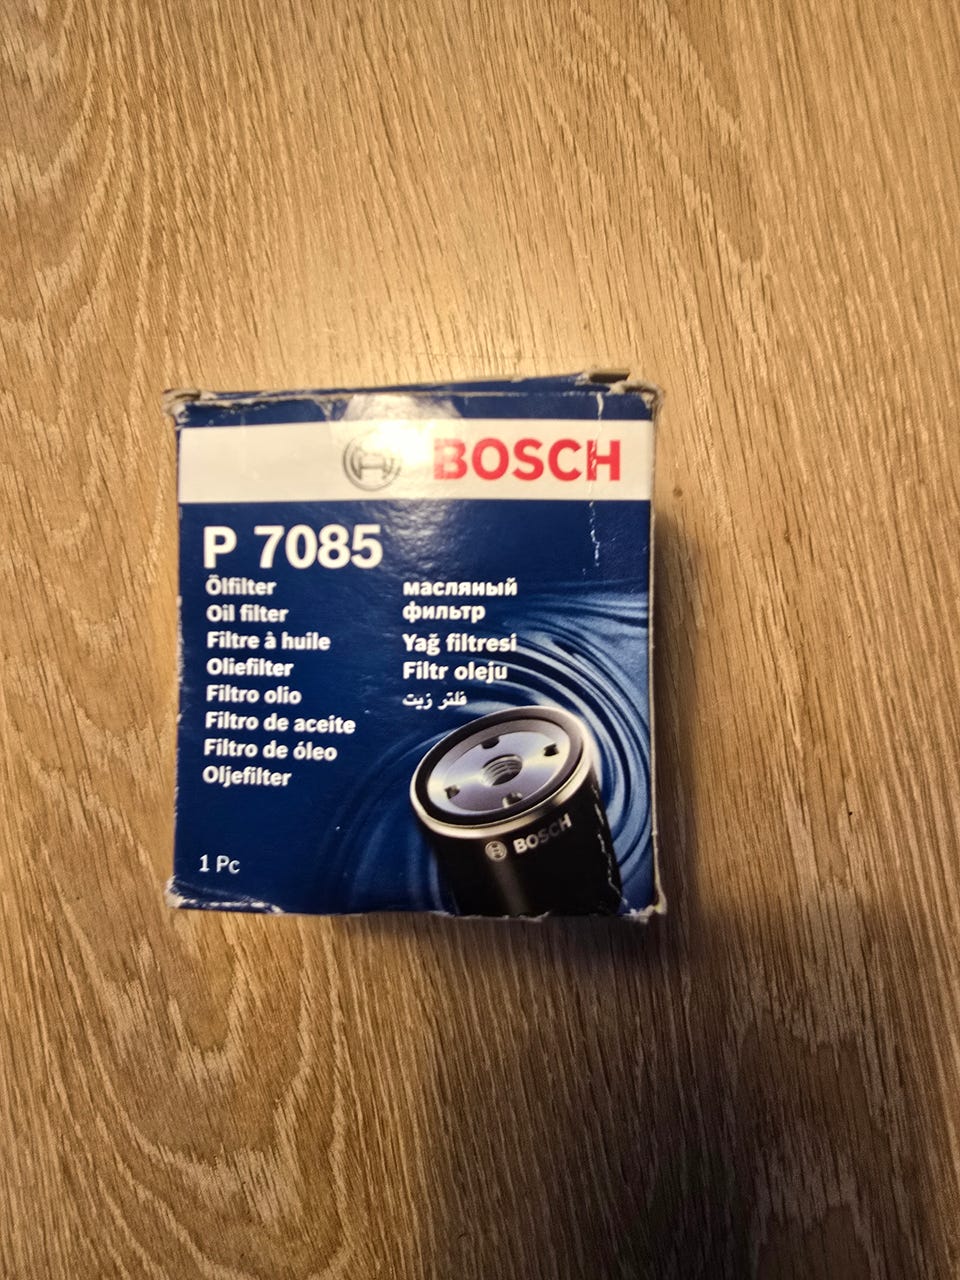 BOSCH
P 7085
Ölfilter
Oil filter
Filtre à huile
Oliefilter
Filtro olio
Filtro de aceite
Filtro de óleo
Oljefilter
масляный
фильтр
Yağ filtresi
Filtr oleju
فلتر زيت
BOSCH
1 Pc